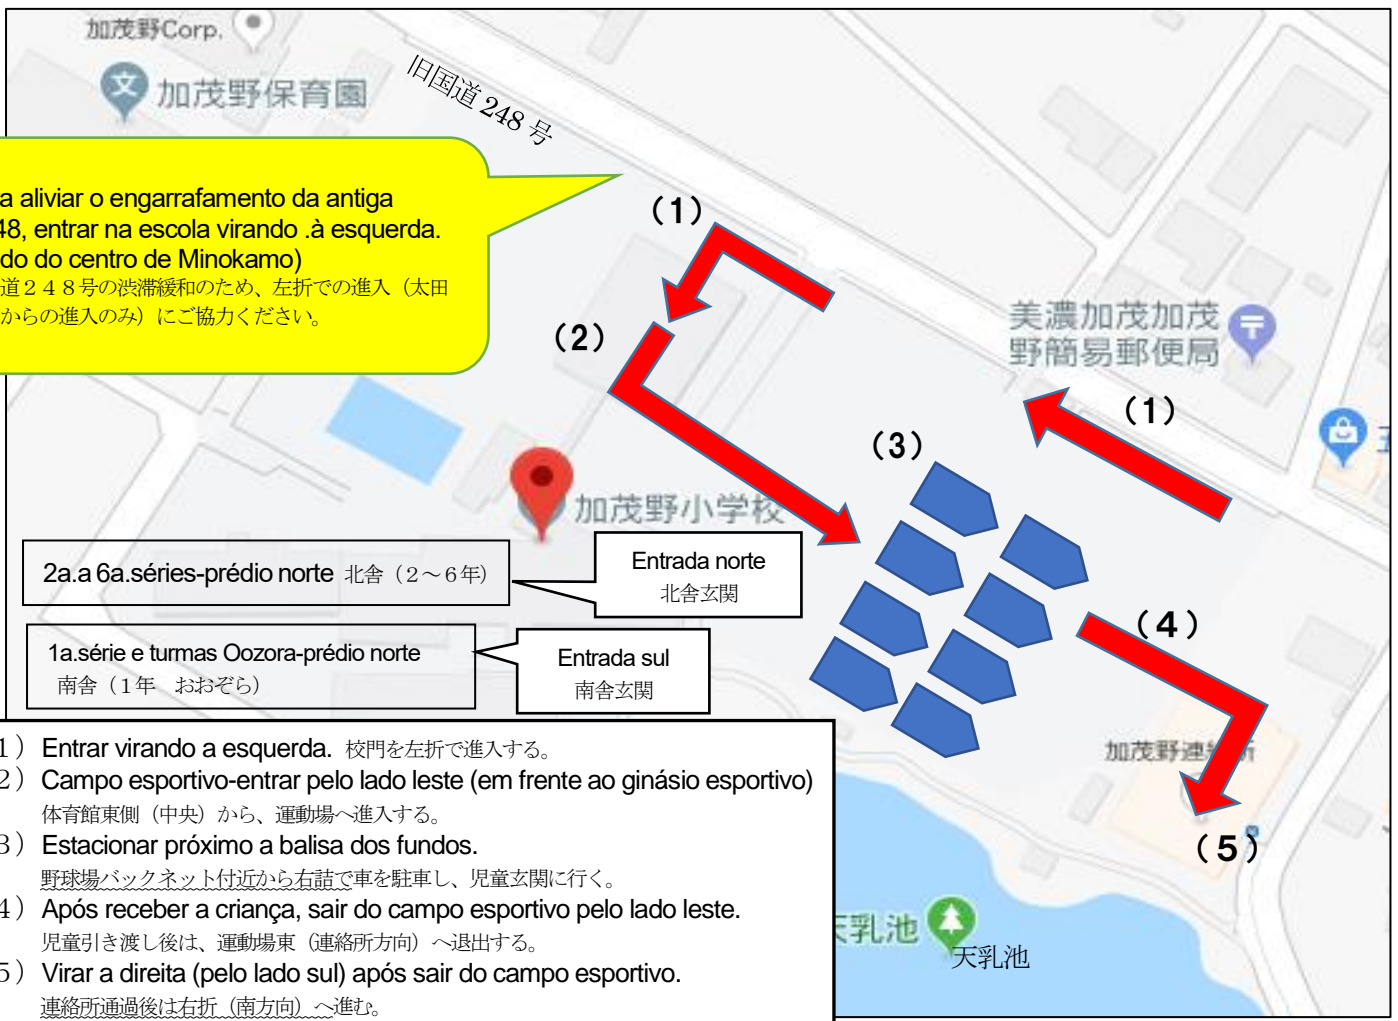 加茂野Corp.
加茂野保育園
旧国道 248 号
a aliviar o engarrafamento da antiga
48, entrar na escola virando .à esquerda.
do do centro de Minokamo)
道２４８号の渋滞緩和のため、左折での進入（太田
からの進入のみ）にご協力ください。
（1）
（2）
美濃加茂加茂
野簡易郵便局
（1）
（3）
加茂野小学校
2a.a 6a.séries-prédio norte 北舎（２～６年）
Entrada norte
北舎玄関
1a.série e turmas Oozora-prédio norte
南舎（１年　おおぞら）
Entrada sul
南舎玄関
（4）
加茂野連絡所
（5）
1） Entrar virando a esquerda. 校門を左折で進入する。
2） Campo esportivo-entrar pelo lado leste (em frente ao ginásio esportivo)
体育館東側（中央）から、運動場へ進入する。
3） Estacionar próximo a balisa dos fundos.
野球場バックネット付近から右詰で車を駐車し、児童玄関に行く。
4） Após receber a criança, sair do campo esportivo pelo lado leste.
児童引き渡し後は、運動場東（連絡所方向）へ退出する。
5） Virar a direita (pelo lado sul) após sair do campo esportivo.
連絡所通過後は右折（南方向）へ進む。
天乳池
天乳池